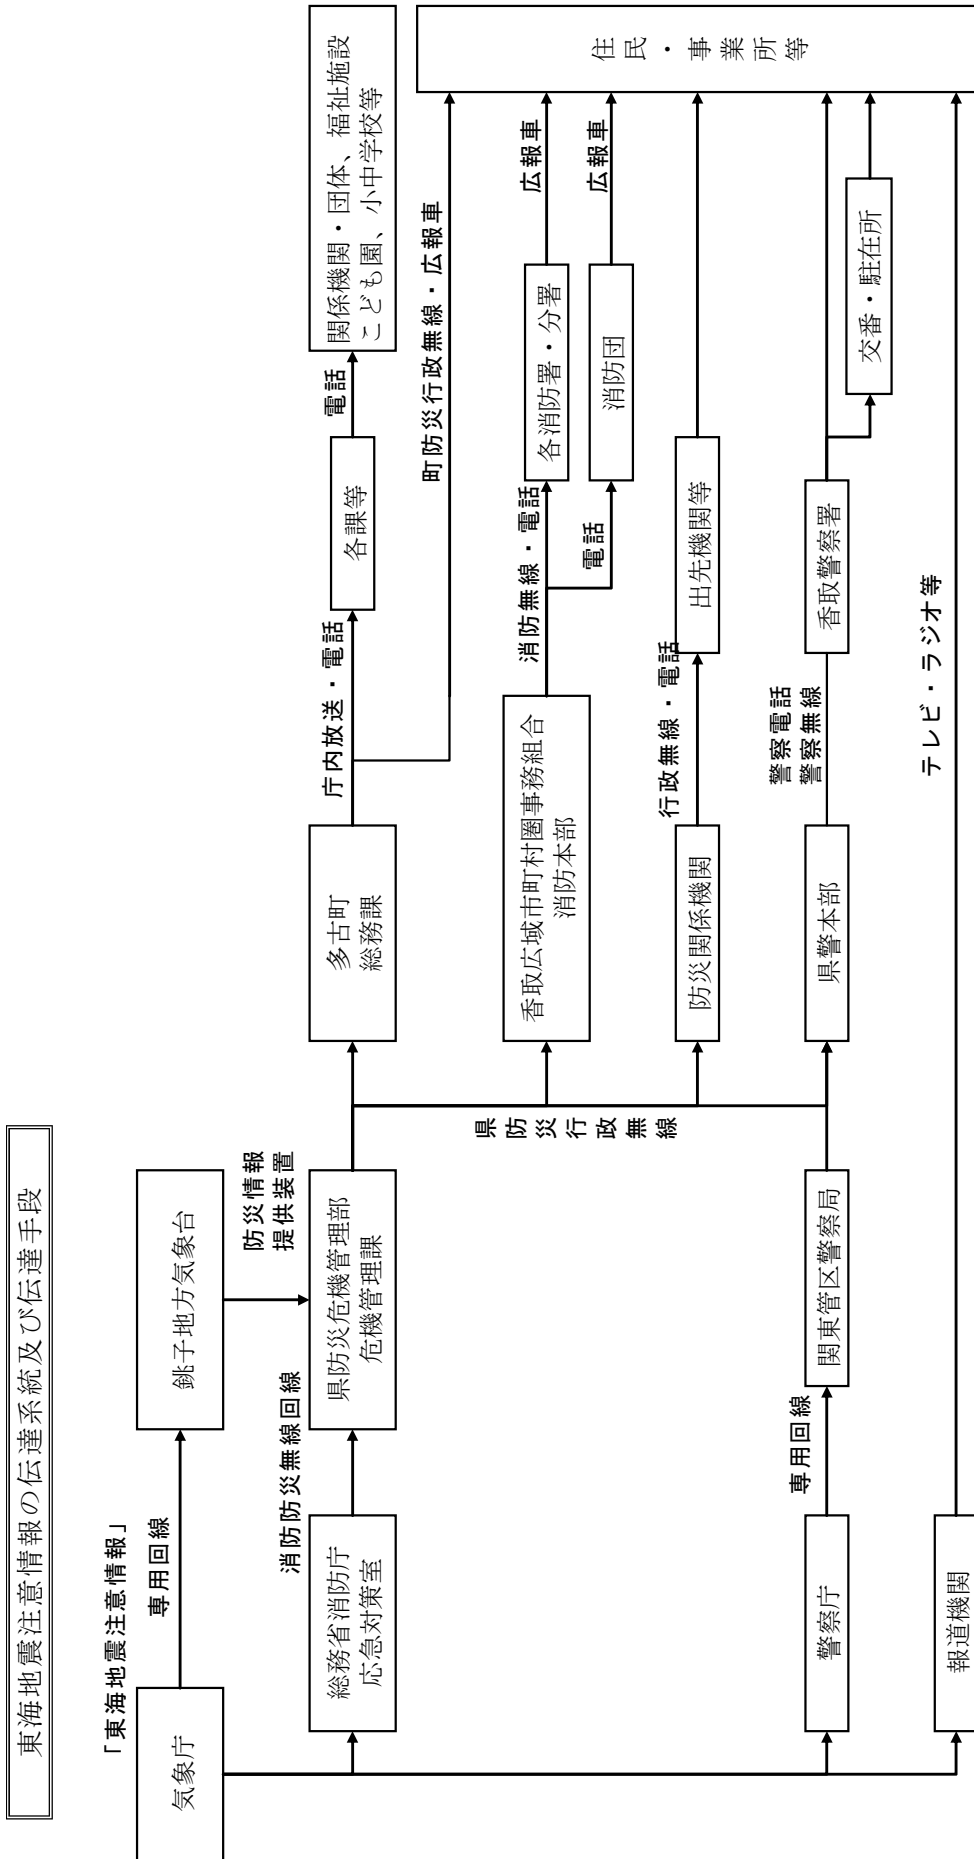 東海地震注意情報の伝達系統及び伝達手段
「東海地震注意情報」
気象庁
専用回線
銚子地方気象台
防災情報
提供装置
総務省消防庁
応急対策室
消防防災無線回線
県防災危機管理部
危機管理課
多古町
総務課
庁内放送・電話
各課等
電話
関係機関・団体、福祉施設
こども園、小中学校等
町防災行政無線・広報車
県防災行政無線
香取広域市町村圏事務組合
消防本部
消防無線・電話
各消防署・分署
広報車
電話
消防団
広報車
防災関係機関
行政無線・電話
出先機関等
警察庁
専用回線
関東管区警察局
県警本部
警察電話
警察無線
香取警察署
交番・駐在所
報道機関
テレビ・ラジオ等
住民・事業所等